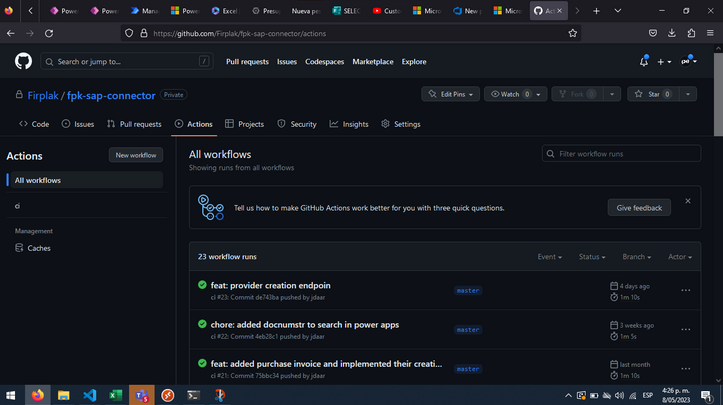 Power
Power
Mana
Power
Excel
Pressu
Nueva pes
SELEC
Custo
Micro
New j
Micro
Act
https://github.com/Firplak/fpk-sap-connector/actions
Search or jump to...
/
Pull requests
Issues
Codespaces
Marketplace
Explore
Firplak / fpk-sap-connector
Private
Edit Pins
Watch 0
Fork 0
Star 0
Code
Issues
Pull requests
Actions
Projects
Security
Insights
Settings
Actions
New workflow
All workflows
ci
Management
Caches
All workflows
Showing runs from all workflows
Filter workflow runs
Tell us how to make GitHub Actions work better for you with three quick questions.
Give feedback
23 workflow runs
Event
Status
Branch
Actor
feat: provider creation endpoin
ci #23: Commit de743ba pushed by jdaar
master
4 days ago
1m 10s
chore: added docnumstr to search in power apps
ci #22: Commit 4eb28c1 pushed by jdaar
master
3 weeks ago
1m 5s
feat: added purchase invoice and implemented their creati...
ci #21: Commit 75bbc34 pushed by jdaar
master
last month
1m 10s
ESP
4:26 p. m.
8/05/2023